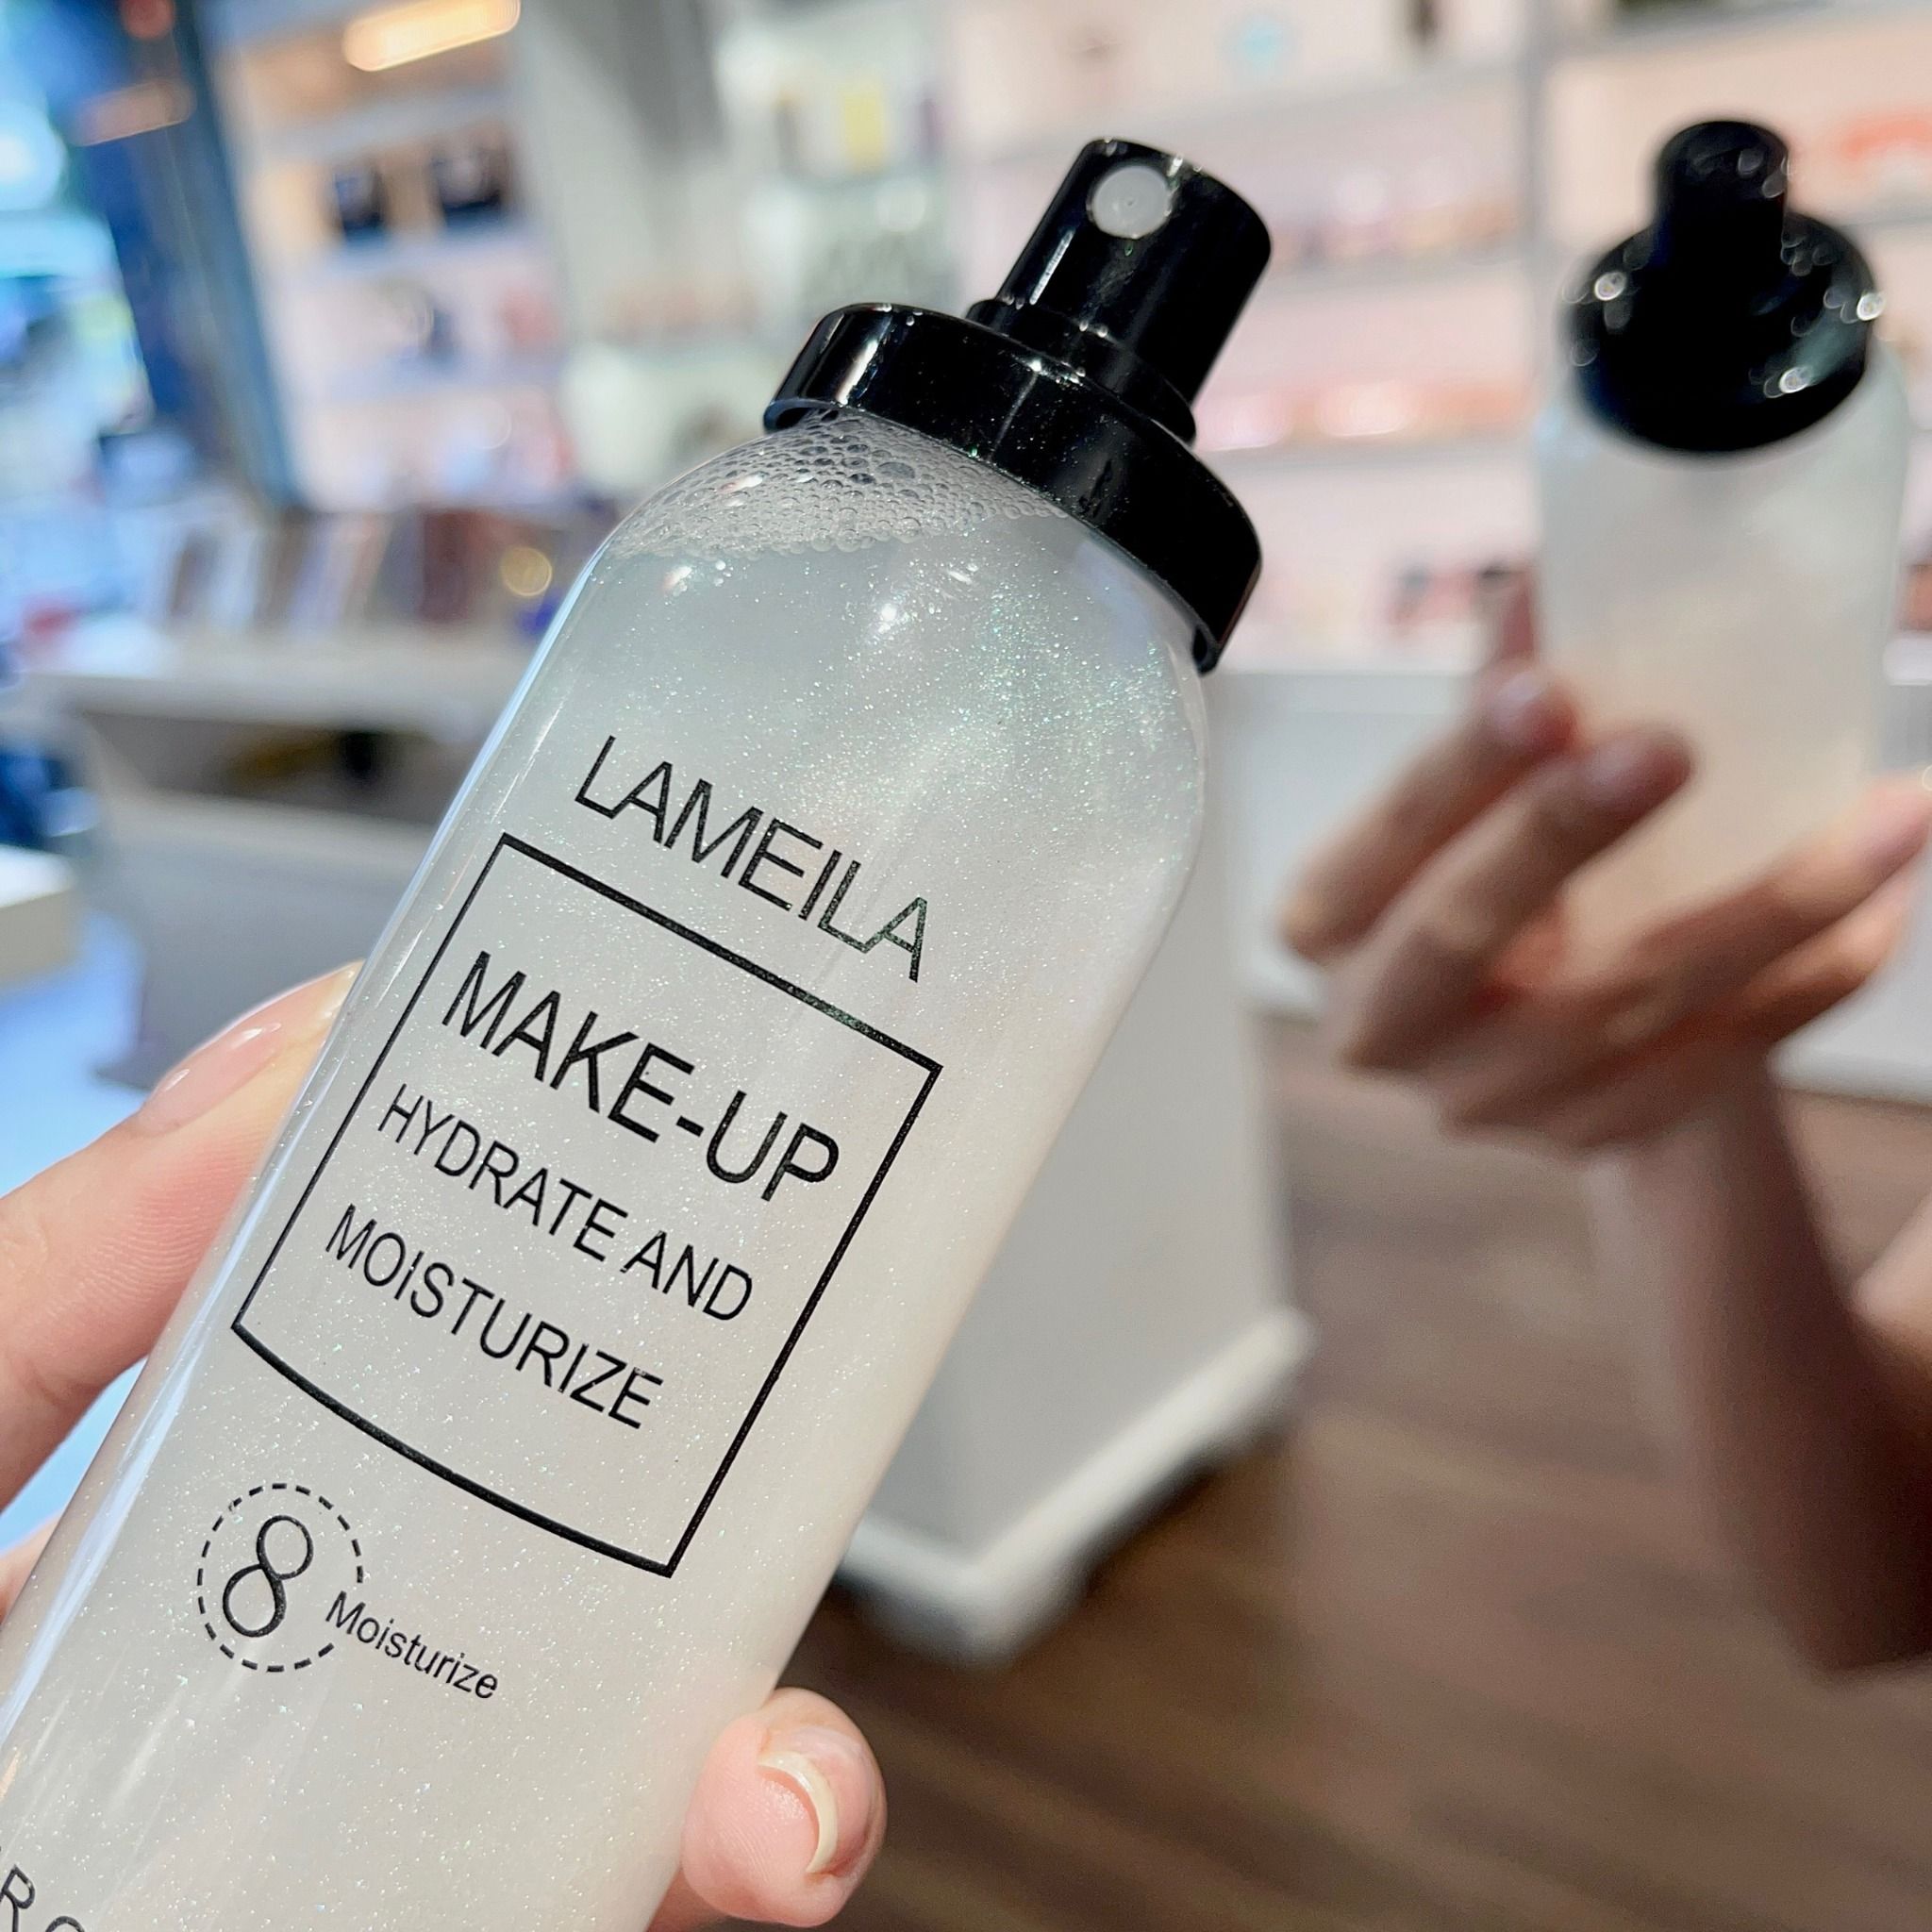 LAMEILA
MAKE-UP
HYDRATE AND
MOiSTURIZE
8 Moisturize